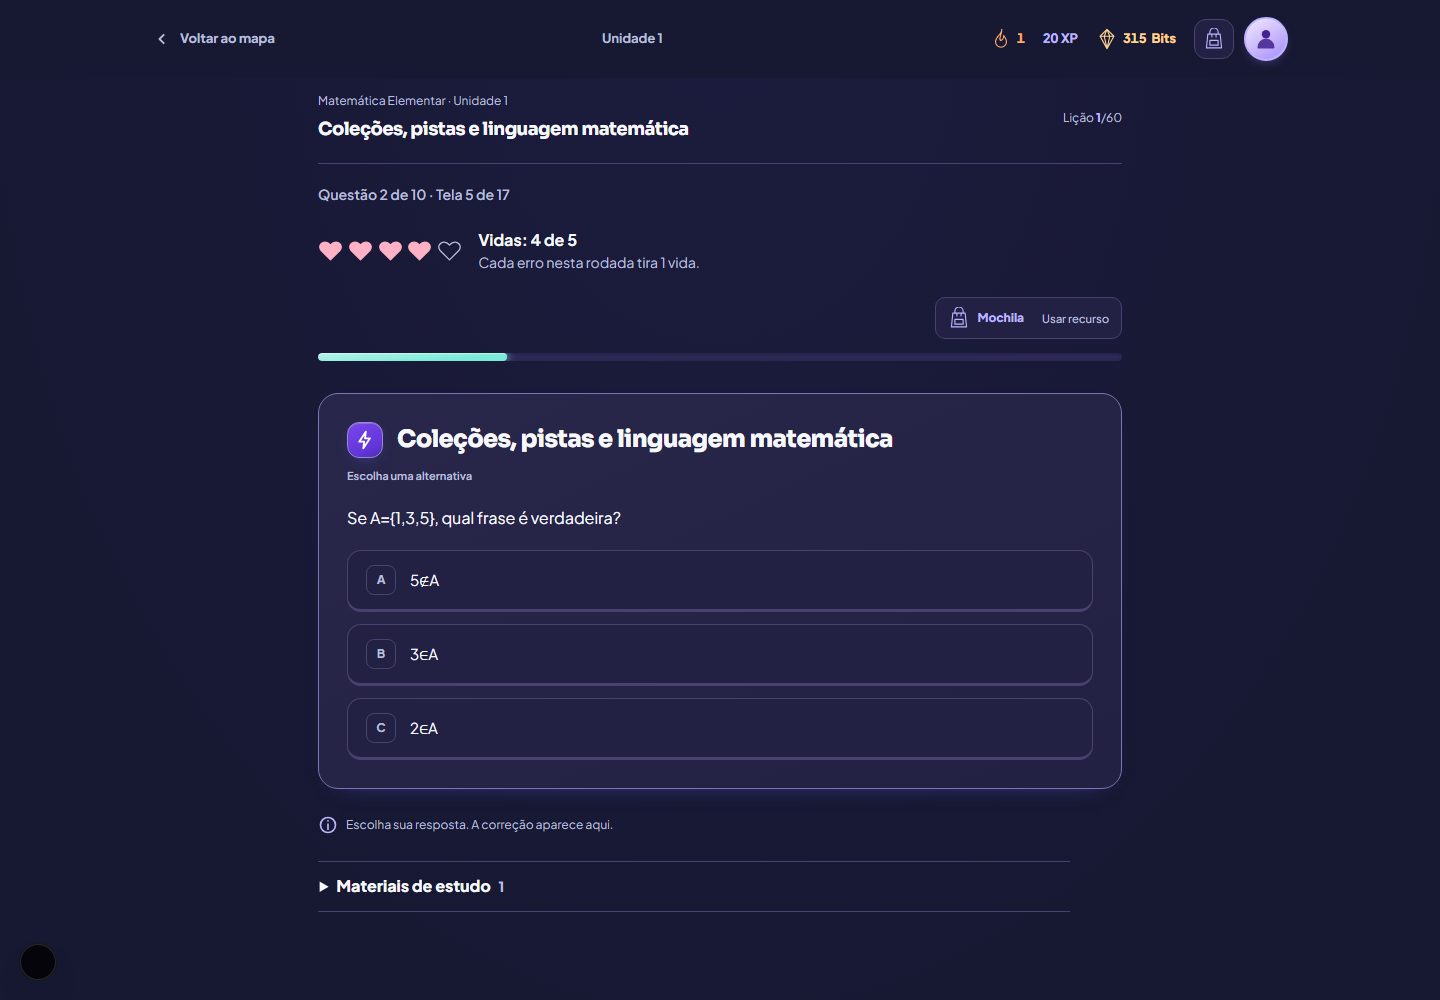 Voltar ao mapa
Unidade 1
1
20 XP
315 Bits
Matemática Elementar · Unidade 1
Coleções, pistas e linguagem matemática
Lição 1/60
Questão 2 de 10 · Tela 5 de 17
Vidas: 4 de 5
Cada erro nesta rodada tira 1 vida.
Mochila
Usar recurso
Coleções, pistas e linguagem matemática
Escolha uma alternativa
Se A={1,3,5}, qual frase é verdadeira?
A 5∉A
B 3∈A
C 2∈A
Escolha sua resposta. A correção aparece aqui.
Materiais de estudo 1